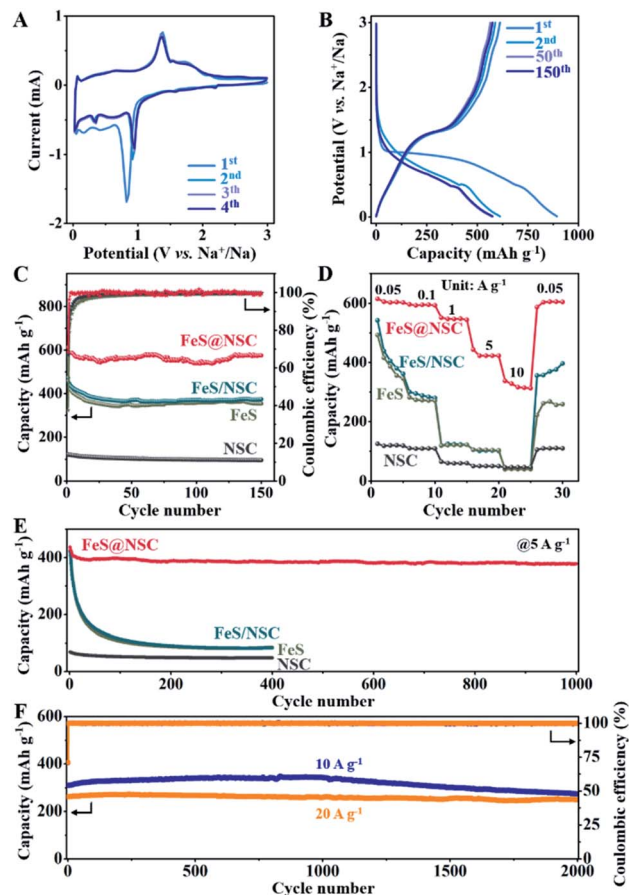 A
1
0
-1
-2
Current (mA)
0 1 2 3
Potential (V vs. Na⁺/Na)
1st
2nd
3th
4th
B
3
2
1
0
Potential (V vs. Na⁺/Na)
0 250 500 750 1000
Capacity (mAh g⁻¹)
1st
2nd
50th
150th
C
800
600
400
200
0
Capacity (mAh g⁻¹)
100
80
60
40
20
0
Coulombic efficiency (%)
FeS@NSC
FeS/NSC
FeS
NSC
0 50 100 150
Cycle number
D
Unit: A g⁻¹
0.05 0.1 1 5 10 0.05
600
400
200
0
Capacity (mAh g⁻¹)
FeS@NSC
FeS/NSC
FeS
NSC
0 10 20 30
Cycle number
E
400
200
0
Capacity (mAh g⁻¹)
FeS@NSC
@5 A g⁻¹
FeS/NSC
FeS
NSC
0 200 400 600 800 1000
Cycle number
F
600
400
200
0
Capacity (mAh g⁻¹)
10 A g⁻¹
20 A g⁻¹
100
75
50
25
0
Coulombic efficiency (%)
0 500 1000 1500 2000
Cycle number